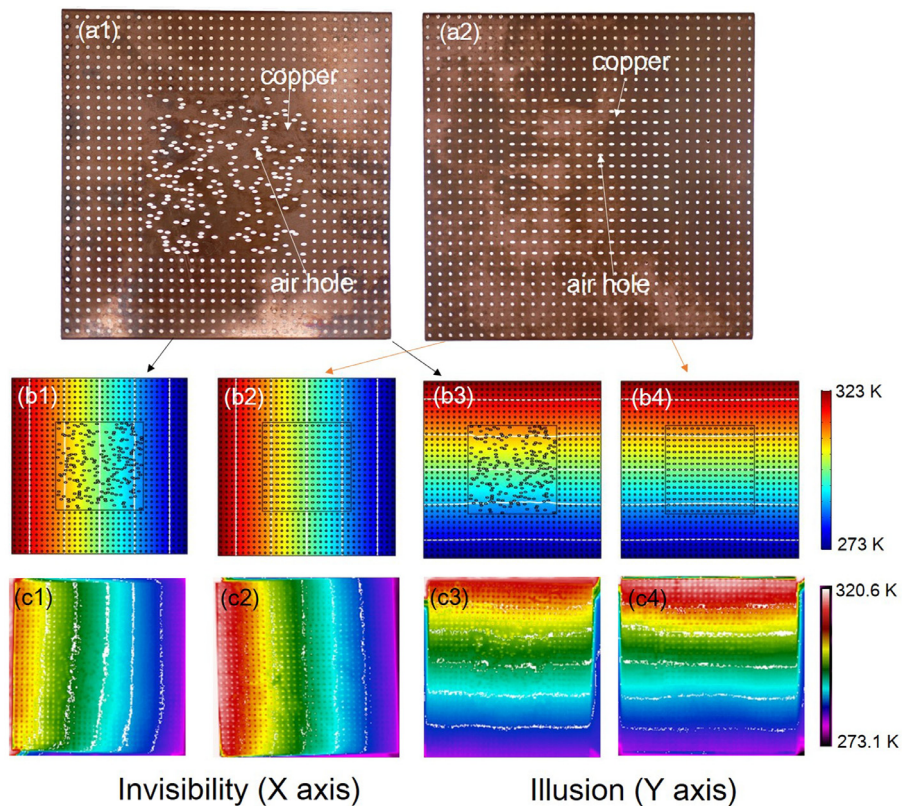 (a1)
(a2)
copper
copper
air hole
air hole
(b1)
(b2)
(b3)
(b4)
323 K
273 K
(c1)
(c2)
(c3)
(c4)
320.6 K
273.1 K
Invisibility (X axis)
Illusion (Y axis)